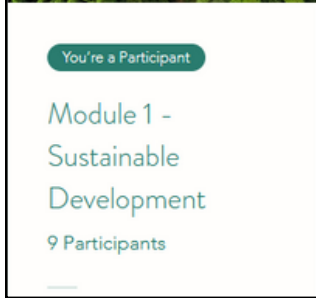 You're a Participant
Module 1 -
Sustainable
Development
9 Participants